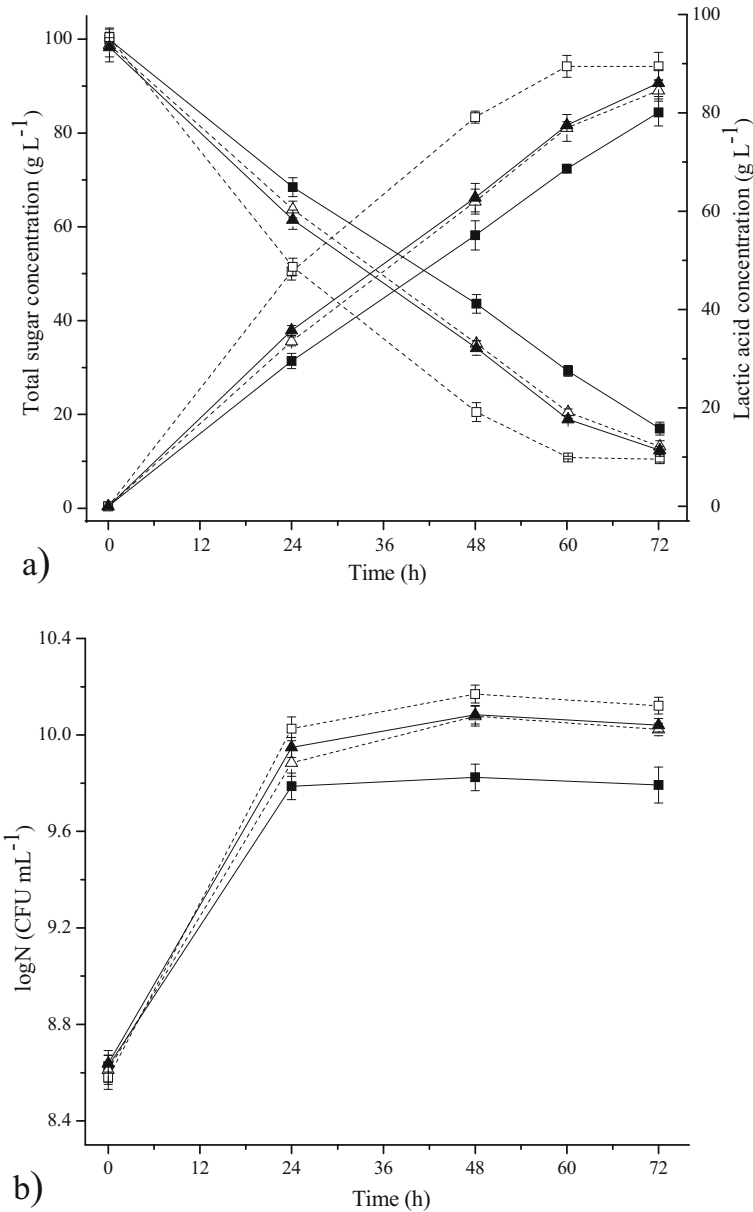 Total sugar concentration (g L⁻¹)
100
80
60
40
20
0
Lactic acid concentration (g L⁻¹)
100
80
60
40
20
0
0 12 24 36 48 60 72
Time (h)
a)
logN (CFU mL⁻¹)
10.4
10.0
9.6
9.2
8.8
8.4
0 12 24 36 48 60 72
Time (h)
b)